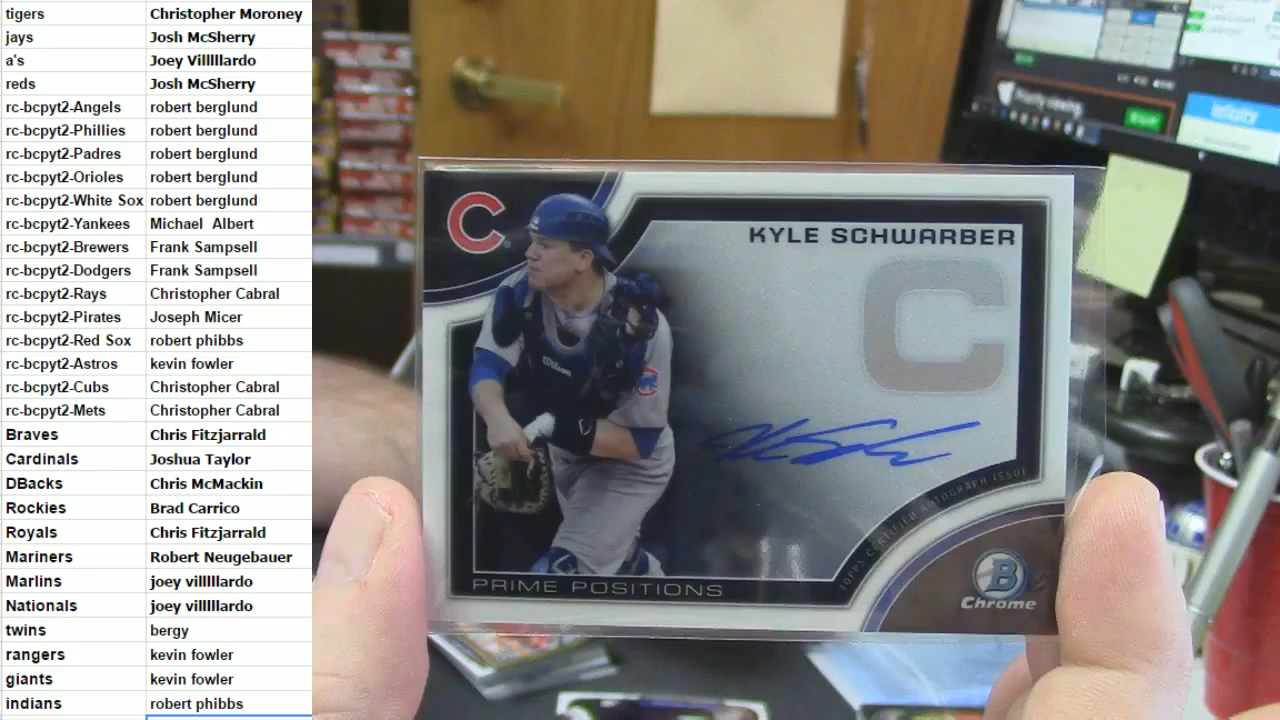 tigers Christopher Moroney
jays Josh McSherry
a's Joey Villlllardo
reds Josh McSherry
rc-bcpyt2-Angels robert berglund
rc-bcpyt2-Phillies robert berglund
rc-bcpyt2-Padres robert berglund
rc-bcpyt2-Orioles robert berglund
rc-bcpyt2-White Sox robert berglund
rc-bcpyt2-Yankees Michael Albert
rc-bcpyt2-Brewers Frank Sampsell
rc-bcpyt2-Dodgers Frank Sampsell
rc-bcpyt2-Rays Christopher Cabral
rc-bcpyt2-Pirates Joseph Micer
rc-bcpyt2-Red Sox robert phibbs
rc-bcpyt2-Astros kevin fowler
rc-bcpyt2-Cubs Christopher Cabral
rc-bcpyt2-Mets Christopher Cabral
Braves Chris Fitzjarrald
Cardinals Joshua Taylor
DBacks Chris McMackin
Rockies Brad Carrico
Royals Chris Fitzjarrald
Mariners Robert Neugebauer
Marlins joey villlllardo
Nationals joey villlllardo
twins bergy
rangers kevin fowler
giants kevin fowler
indians robert phibbs
C
KYLE SCHWARBER
C
Wilson
TOPPS CERTIFIED AUTOGRAPH ISSUE
PRIME POSITIONS
B
Chrome